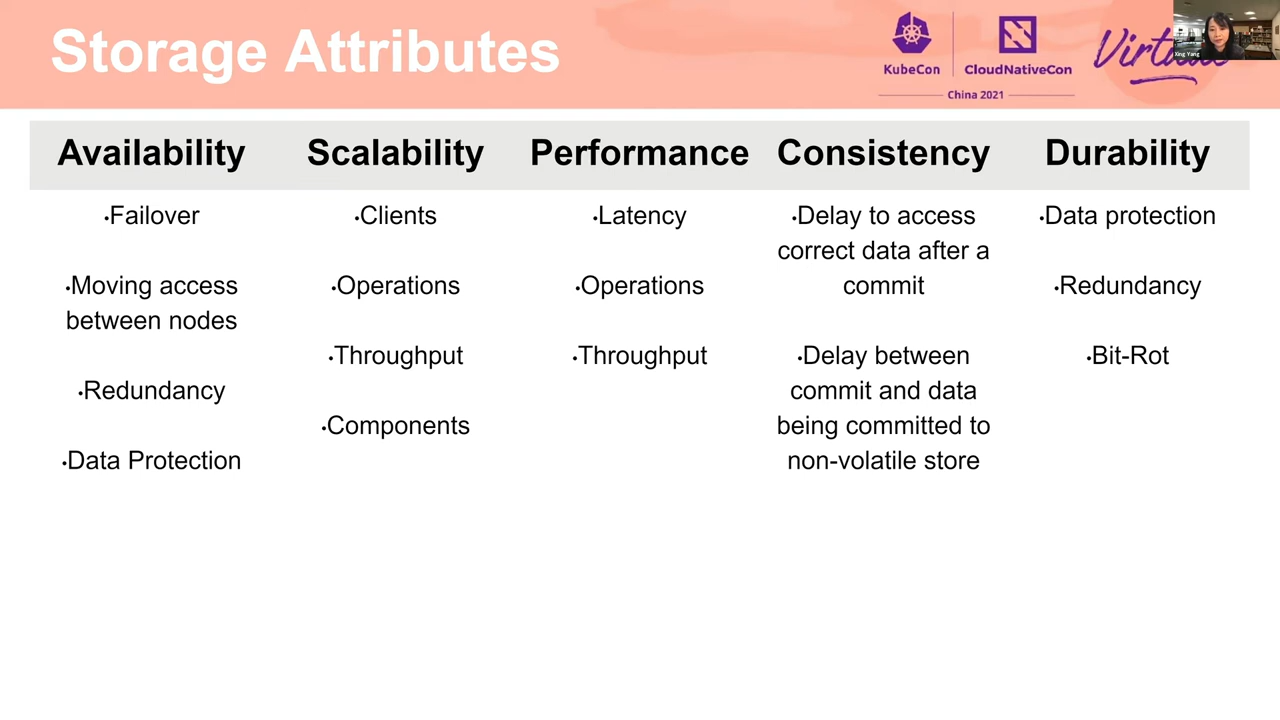 Storage Attributes
KubeCon
CloudNativeCon
China 2021
Virtual
Xing Yang
Availability
Scalability
Performance
Consistency
Durability
•Failover
•Moving access
between nodes
•Redundancy
•Data Protection
•Clients
•Operations
•Throughput
•Components
•Latency
•Operations
•Throughput
•Delay to access
correct data after a
commit
•Delay between
commit and data
being committed to
non-volatile store
•Data protection
•Redundancy
•Bit-Rot